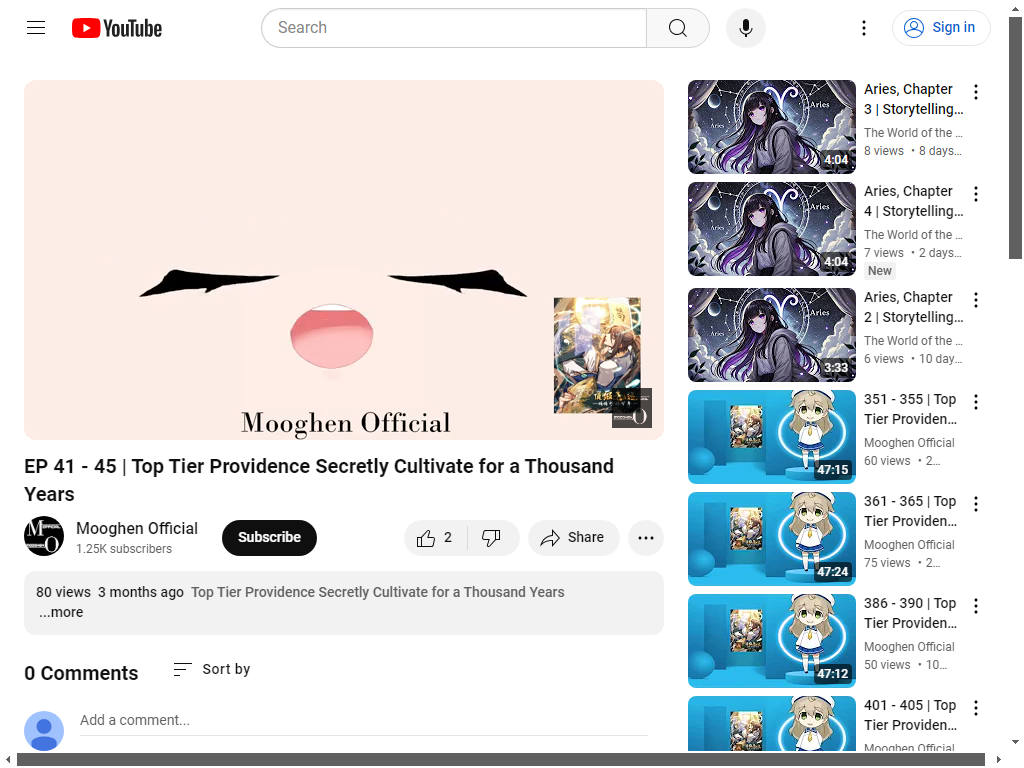 YouTube
Search
Sign in
Mooghen Official
EP 41 - 45 | Top Tier Providence Secretly Cultivate for a Thousand
Years
Mooghen Official
1.25K subscribers
Subscribe
2
Share
80 views 3 months ago Top Tier Providence Secretly Cultivate for a Thousand Years
...more
0 Comments
Sort by
Add a comment...
Aries, Chapter
3 | Storytelling...
The World of the ...
8 views • 8 days...
Aries
Aries
4:04
Aries, Chapter
4 | Storytelling...
The World of the ...
7 views • 2 days...
New
Aries
Aries
4:04
Aries, Chapter
2 | Storytelling...
The World of the ...
6 views • 10 day...
Aries
Aries
3:33
351 - 355 | Top
Tier Providen...
Mooghen Official
60 views • 2...
47:15
361 - 365 | Top
Tier Providen...
Mooghen Official
75 views • 2...
47:24
386 - 390 | Top
Tier Providen...
Mooghen Official
50 views • 10...
47:12
401 - 405 | Top
Tier Providen...
Mooghen Official